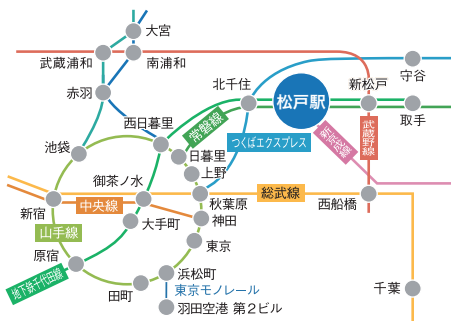 大宮
武蔵浦和
南浦和
守谷
赤羽
北千住
松戸駅
新松戸
取手
西日暮里
常磐線
つくばエクスプレス
新京成線
武蔵野線
池袋
日暮里
上野
御茶ノ水
総武線
新宿
中央線
秋葉原
西船橋
大手町
神田
山手線
東京
原宿
地下鉄千代田線
浜松町
田町
東京モノレール
千葉
羽田空港 第2ビル